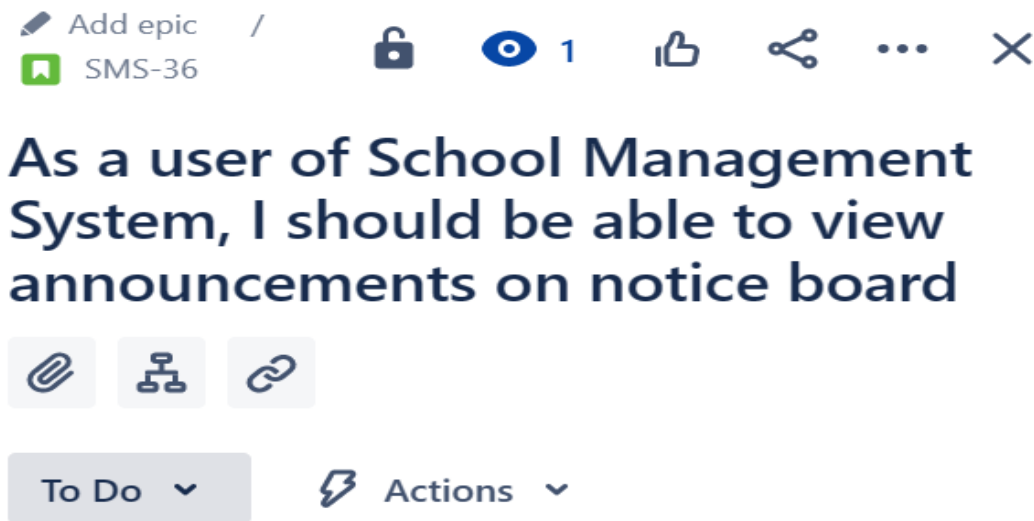 Add epic /
SMS-36
1
As a user of School Management
System, I should be able to view
announcements on notice board
To Do
Actions